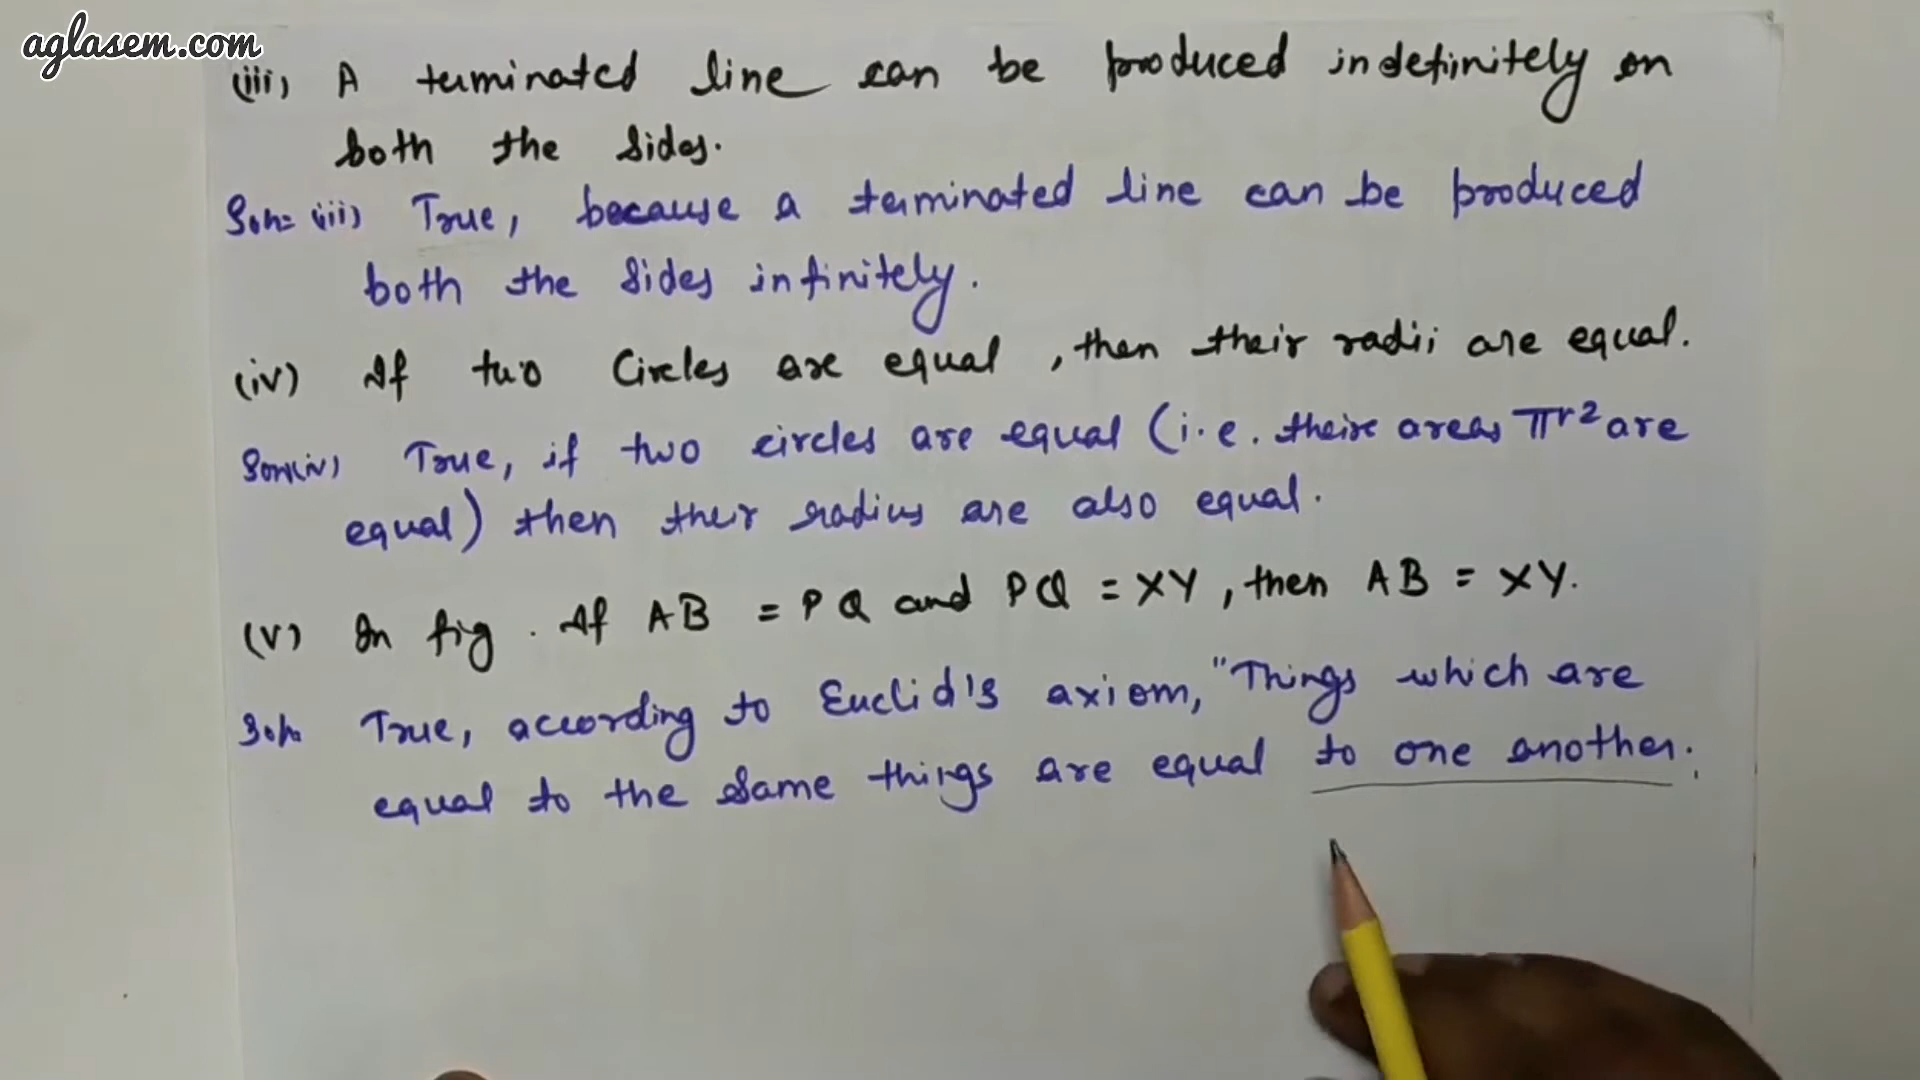 aglasem.com
(iii) A terminated line can be produced indefinitely on
both the sides.
Soln (iii) True, because a terminated line can be produced
both the sides infinitely.
(iv) If two Circles are equal, then their radii are equal.
Soln(iv) True, if two circles are equal (i.e. their areas πr² are
equal) then their radius are also equal.
(v) In fig. If AB = PQ and PQ = XY, then AB = XY.
Soln True, according to Euclid's axiom, "Things which are
equal to the same things are equal to one another.